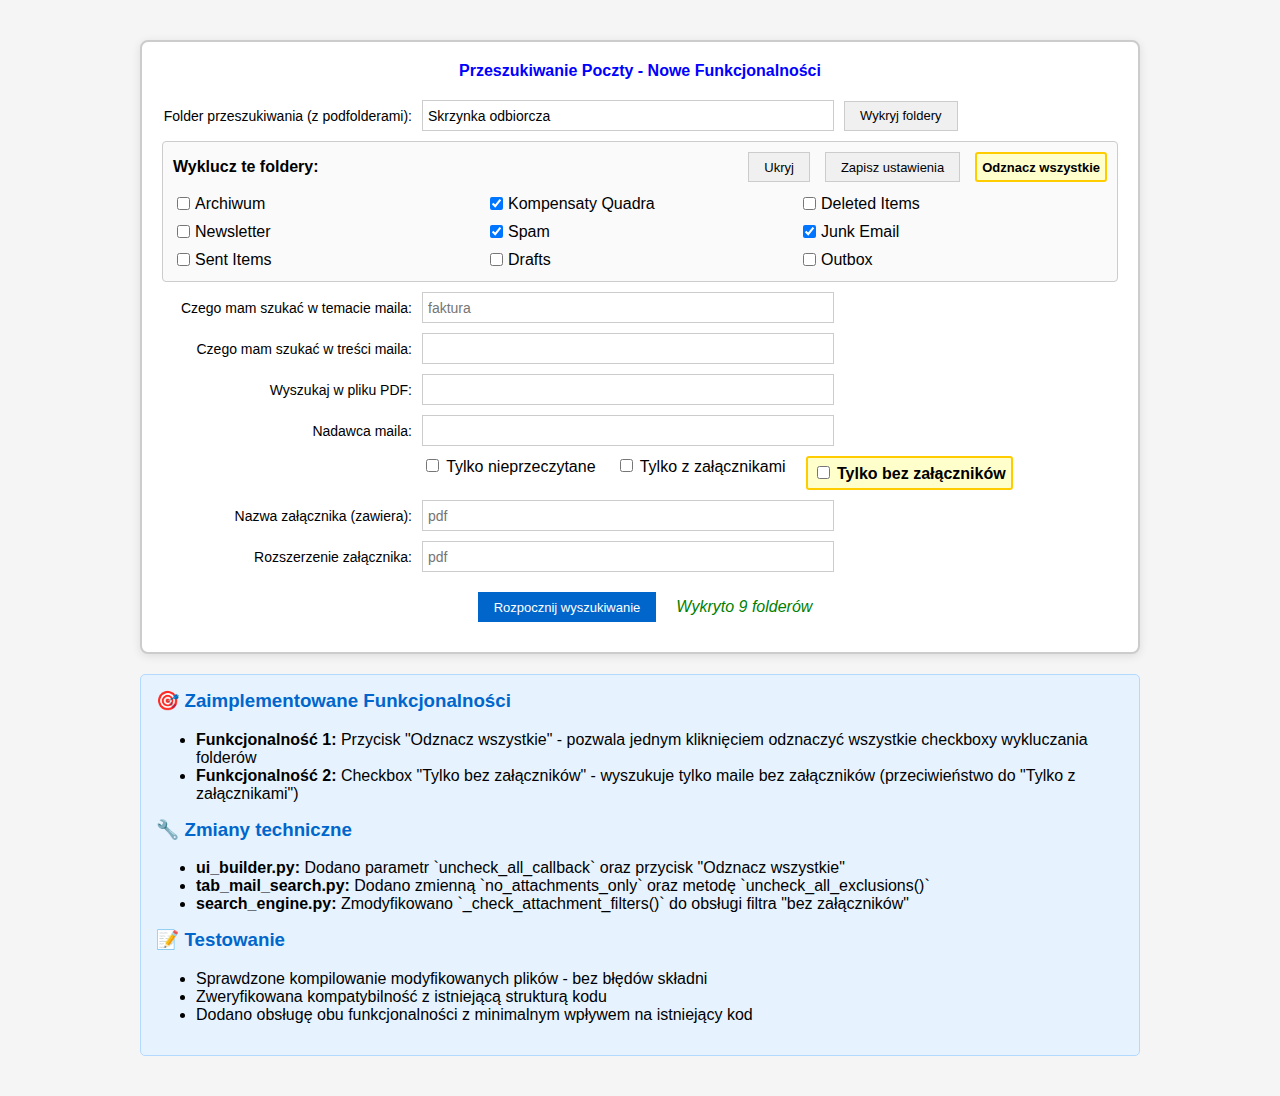 Przeszukiwanie Poczty - Nowe Funkcjonalności
Folder przeszukiwania (z podfolderami): Skrzynka odbiorcza Wykryj foldery
Wyklucz te foldery: Ukryj Zapisz ustawienia Odznacz wszystkie
Archiwum Kompensaty Quadra Deleted Items
Newsletter Spam Junk Email
Sent Items Drafts Outbox
Czego mam szukać w temacie maila: faktura
Czego mam szukać w treści maila:
Wyszukaj w pliku PDF:
Nadawca maila:
Tylko nieprzeczytane Tylko z załącznikami Tylko bez załączników
Nazwa załącznika (zawiera): pdf
Rozszerzenie załącznika: pdf
Rozpocznij wyszukiwanie Wykryto 9 folderów
🎯 Zaimplementowane Funkcjonalności
• Funkcjonalność 1: Przycisk "Odznacz wszystkie" - pozwala jednym kliknięciem odznaczyć wszystkie checkboxy wykluczania
folderów
• Funkcjonalność 2: Checkbox "Tylko bez załączników" - wyszukuje tylko maile bez załączników (przeciwieństwo do "Tylko z
załącznikami")
🔧 Zmiany techniczne
• ui_builder.py: Dodano parametr `uncheck_all_callback` oraz przycisk "Odznacz wszystkie"
• tab_mail_search.py: Dodano zmienną `no_attachments_only` oraz metodę `uncheck_all_exclusions()`
• search_engine.py: Zmodyfikowano `_check_attachment_filters()` do obsługi filtra "bez załączników"
📝 Testowanie
• Sprawdzone kompilowanie modyfikowanych plików - bez błędów składni
• Zweryfikowana kompatybilność z istniejącą strukturą kodu
• Dodano obsługę obu funkcjonalności z minimalnym wpływem na istniejący kod